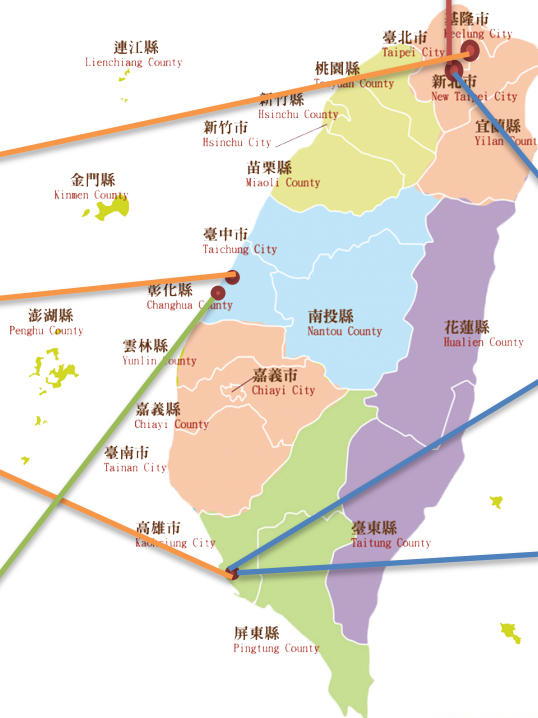 基隆市
Keelung City
臺北市
Taipei City
連江縣
Lienchiang County
桃園縣
Taoyuan County
新北市
New Taipei City
新竹縣
Hsinchu County
新竹市
Hsinchu City
宜蘭縣
Yilan County
苗栗縣
Miaoli County
金門縣
Kinmen County
臺中市
Taichung City
彰化縣
Changhua County
澎湖縣
Penghu County
南投縣
Nantou County
花蓮縣
Hualien County
雲林縣
Yunlin County
嘉義市
Chiayi City
嘉義縣
Chiayi County
臺南市
Tainan City
高雄市
Kaohsiung City
臺東縣
Taitung County
屏東縣
Pingtung County